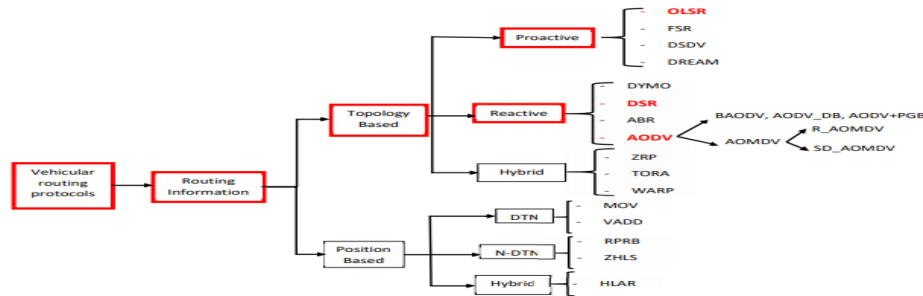 Vehicular
routing
protocols
Routing
Information
Topology
Based
Proactive
- OLSR
- FSR
- DSDV
- DREAM
Reactive
- DYMO
- DSR
- ABR
- AODV
BAODV, AODV_DB, AODV+PGB
AOMDV
R_AOMDV
SD_AOMDV
Hybrid
- ZRP
- TORA
- WARP
Position
Based
DTN
- MOV
- VADD
N-DTN
- RPRB
- ZHLS
Hybrid
- HLAR